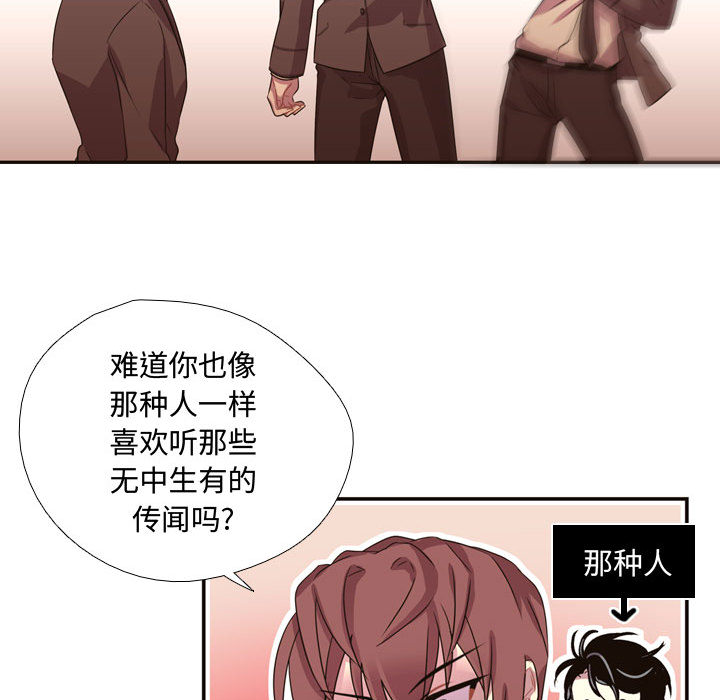 难道你也像
那种人一样
喜欢听那些
无中生有的
传闻吗?
那种人